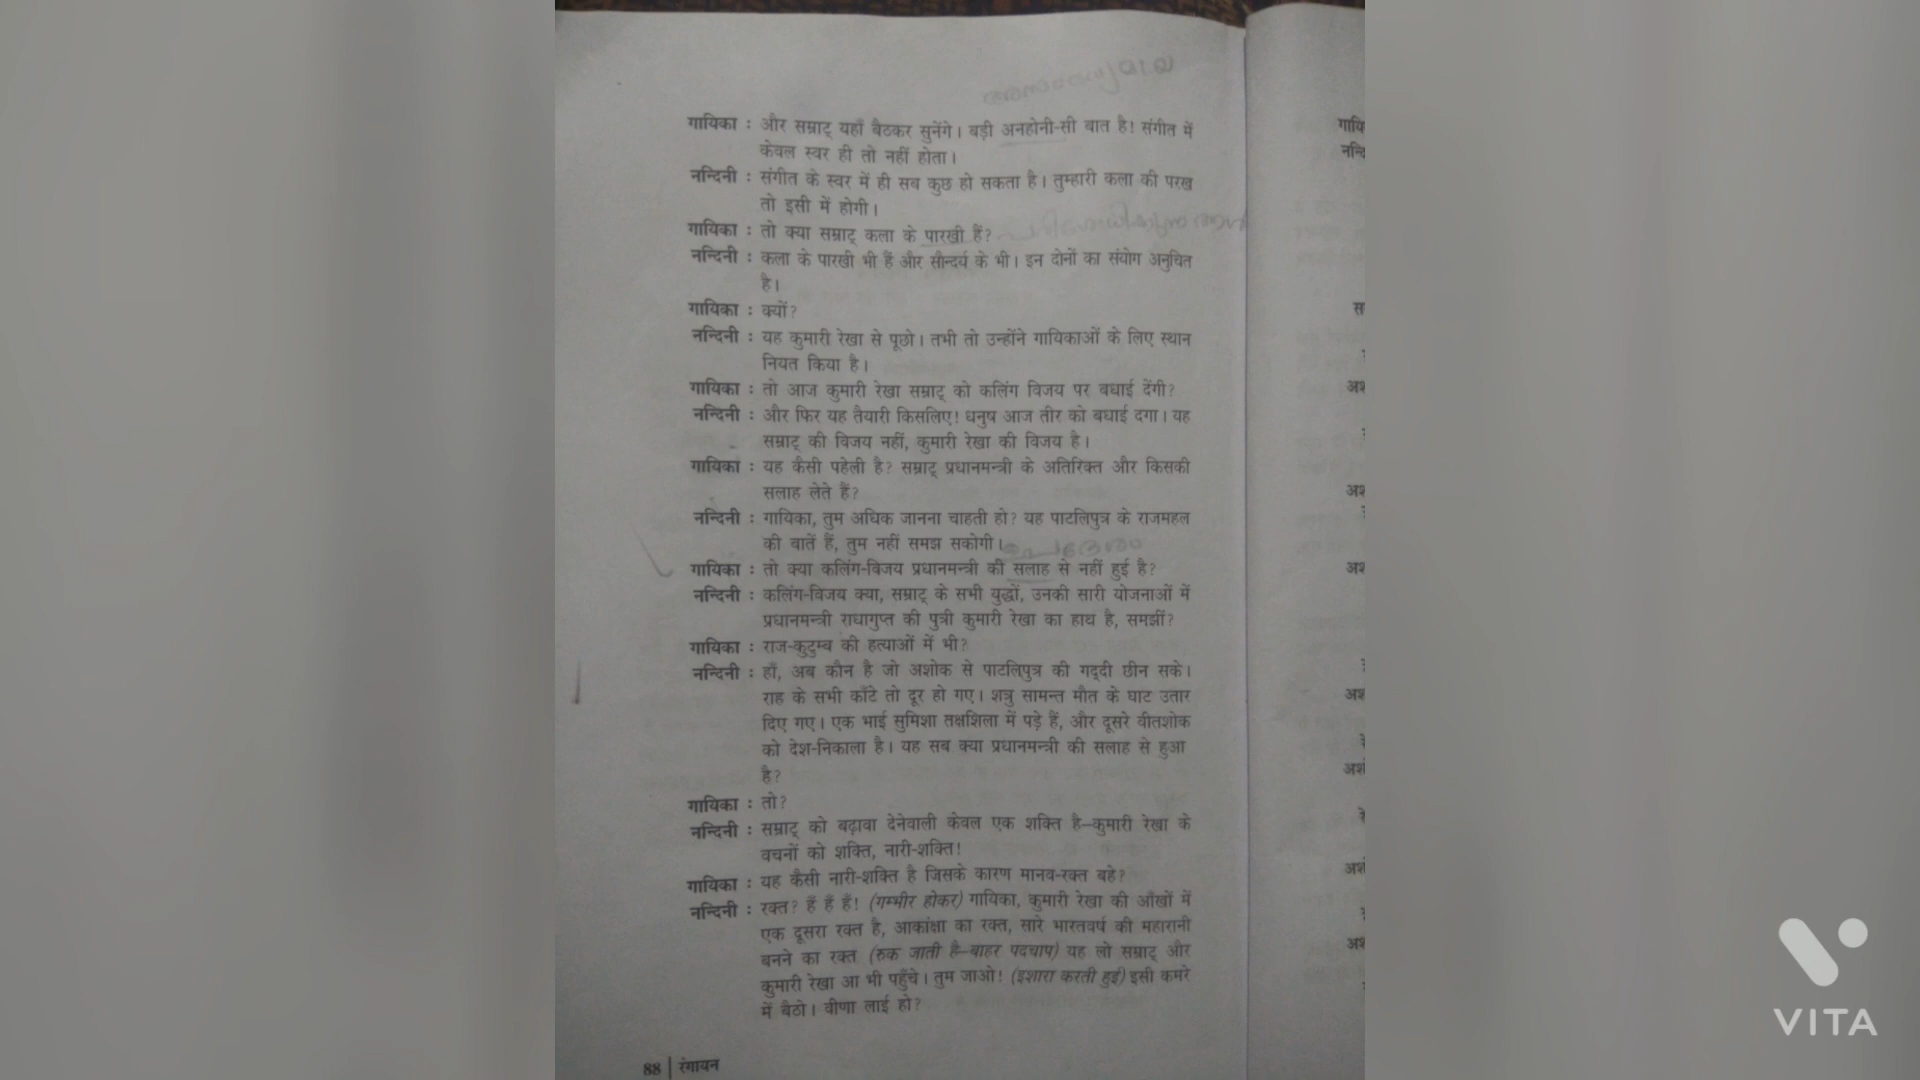 गायिका : और सम्राट् यहाँ बैठकर सुनेंगे। बड़ी अनहोनी-सी बात है! संगीत में
केवल स्वर ही तो नहीं होता।
नन्दिनी : संगीत के स्वर में ही सब कुछ हो सकता है। तुम्हारी कला की परख
तो इसी में होगी।
गायिका : तो क्या सम्राट् कला के पारखी हैं?
नन्दिनी : कला के पारखी भी हैं और सौन्दर्य के भी। इन दोनों का संयोग अनुचित
है।
गायिका : क्यों?
नन्दिनी : यह कुमारी रेखा से पूछो। तभी तो उन्होंने गायिकाओं के लिए स्थान
नियत किया है।
गायिका : तो आज कुमारी रेखा सम्राट् को कलिंग विजय पर बधाई देंगी?
नन्दिनी : और फिर यह तैयारी किसलिए! धनुष आज तीर को बधाई दगा। यह
सम्राट् की विजय नहीं, कुमारी रेखा की विजय है।
गायिका : यह कैसी पहेली है? सम्राट् प्रधानमन्त्री के अतिरिक्त और किसकी
सलाह लेते हैं?
नन्दिनी : गायिका, तुम अधिक जानना चाहती हो? यह पाटलिपुत्र के राजमहल
की बातें हैं, तुम नहीं समझ सकोगी।
गायिका : तो क्या कलिंग-विजय प्रधानमन्त्री की सलाह से नहीं हुई है?
नन्दिनी : कलिंग-विजय क्या, सम्राट् के सभी युद्धों, उनकी सारी योजनाओं में
प्रधानमन्त्री राधागुप्त की पुत्री कुमारी रेखा का हाथ है, समझीं?
गायिका : राज-कुटुम्ब की हत्याओं में भी?
नन्दिनी : हाँ, अब कौन है जो अशोक से पाटलिपुत्र की गद्दी छीन सके।
राह के सभी काँटे तो दूर हो गए। शत्रु सामन्त मौत के घाट उतार
दिए गए। एक भाई सुमिशा तक्षशिला में पड़े हैं, और दूसरे वीतशोक
को देश-निकाला है। यह सब क्या प्रधानमन्त्री की सलाह से हुआ
है?
गायिका : तो?
नन्दिनी : सम्राट् को बढ़ावा देनेवाली केवल एक शक्ति है—कुमारी रेखा के
वचनों को शक्ति, नारी-शक्ति!
गायिका : यह कैसी नारी-शक्ति है जिसके कारण मानव-रक्त बहे?
नन्दिनी : रक्त? हँ हँ हँ! (गम्भीर होकर) गायिका, कुमारी रेखा की आँखों में
एक दूसरा रक्त है, आकांक्षा का रक्त, सारे भारतवर्ष की महारानी
बनने का रक्त (रुक जाती है—बाहर पदचाप) यह लो सम्राट् और
कुमारी रेखा आ भी पहुँचे। तुम जाओ! (इशारा करती हुई) इसी कमरे
में बैठो। वीणा लाई हो?
88 | रंगायन
VITA